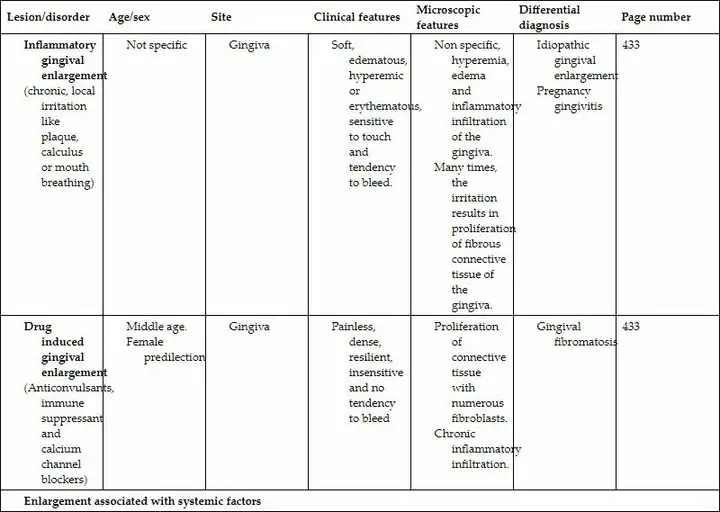 Lesion/disorder
Age/sex
Site
Clinical features
Microscopic
features
Differential
diagnosis
Page number
Inflammatory
gingival
enlargement
(chronic, local
irritation
like
plaque,
calculus
or mouth
breathing)
Not specific
Gingiva
Soft,
edematous,
hyperemic
or
erythematous,
sensitive
to touch
and
tendency
to bleed.
Non specific,
hyperemia,
edema
and
inflammatory
infiltration
of the
gingiva.
Many times,
the
irritation
results in
proliferation
of fibrous
connective
tissue of
the
gingiva.
Idiopathic
gingival
enlargement
Pregnancy
gingivitis
433
Drug
induced
gingival
enlargement
(Anticonvulsants,
immune
suppressant
and
calcium
channel
blockers)
Middle age.
Female
predilection
Gingiva
Painless,
dense,
resilient,
insensitive
and no
tendency
to bleed
Proliferation
of
connective
tissue
with
numerous
fibroblasts.
Chronic
inflammatory
infiltration.
Gingival
fibromatosis
433
Enlargement associated with systemic factors